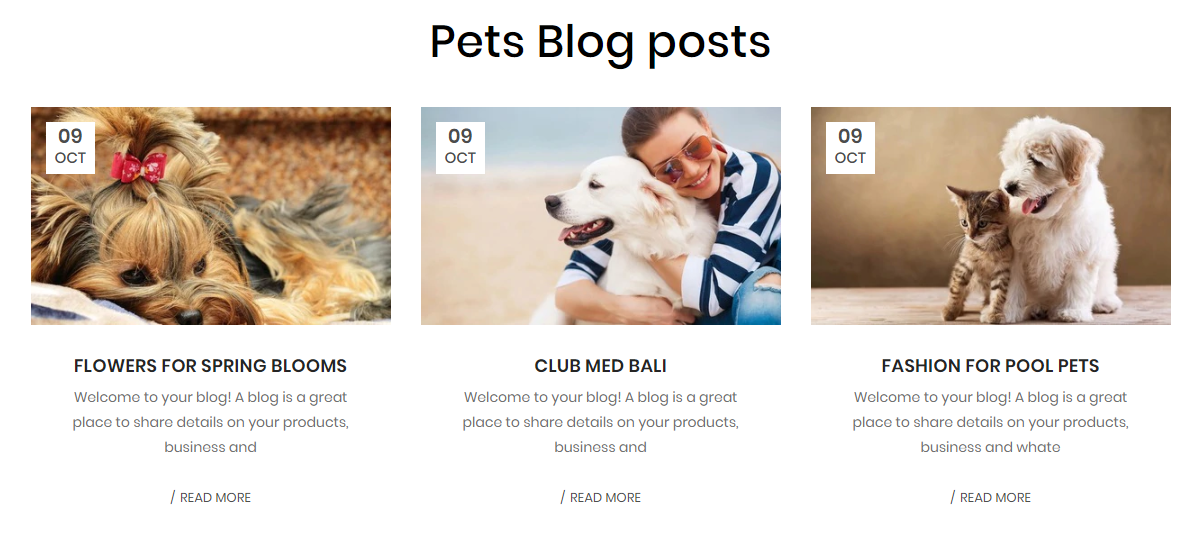 Pets Blog posts
09
OCT
09
OCT
09
OCT
FLOWERS FOR SPRING BLOOMS
Welcome to your blog! A blog is a great
place to share details on your products,
business and
/ READ MORE
CLUB MED BALI
Welcome to your blog! A blog is a great
place to share details on your products,
business and
/ READ MORE
FASHION FOR POOL PETS
Welcome to your blog! A blog is a great
place to share details on your products,
business and whate
/ READ MORE